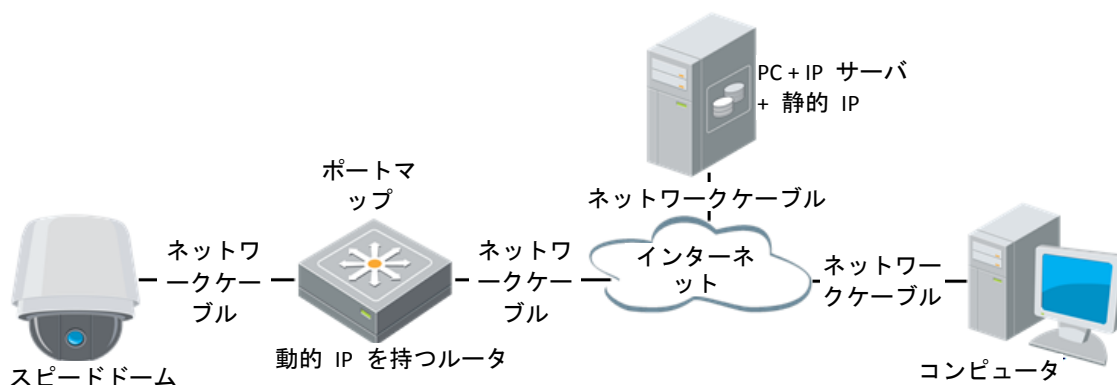 PC + IP サーバ
+ 静的 IP
ポートマ
ップ
ネットワークケーブル
ネットワ
ークケー
ブル
ネットワ
ークケー
ブル
インターネ
ット
ネットワー
クケーブル
動的 IP を持つルータ
スピードドーム
コンピュータ